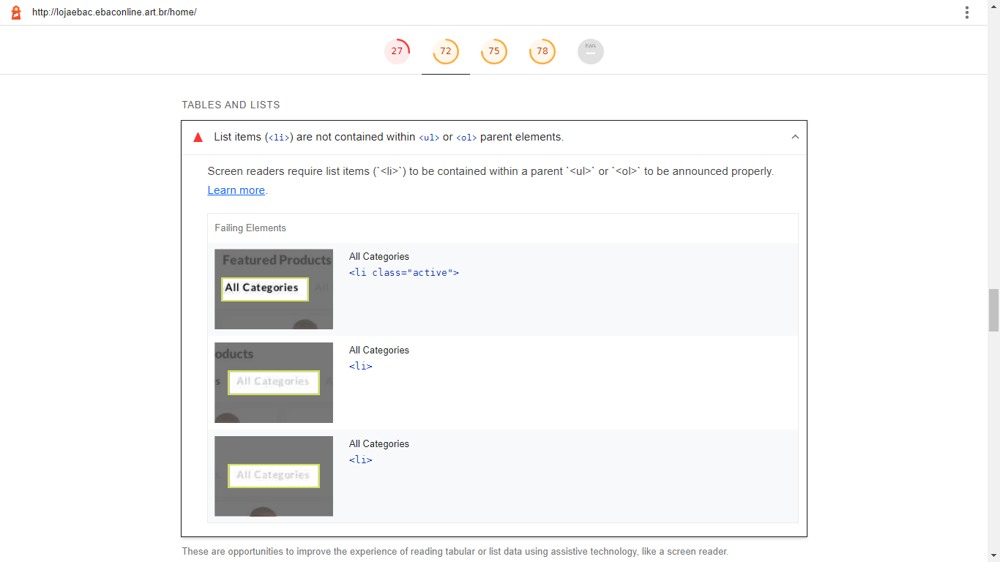 http://lojaebac.ebaconline.art.br/home/
27 72 75 78 PWA
TABLES AND LISTS
List items (<li>) are not contained within <ul> or <ol> parent elements.
Screen readers require list items (`<li>`) to be contained within a parent `<ul>` or `<ol>` to be announced properly.
Learn more.
Failing Elements
Featured Products
All Categories All
All Categories
<li class="active">
oducts
s All Categories A
All Categories
<li>
All Categories
All Categories
<li>
These are opportunities to improve the experience of reading tabular or list data using assistive technology, like a screen reader.